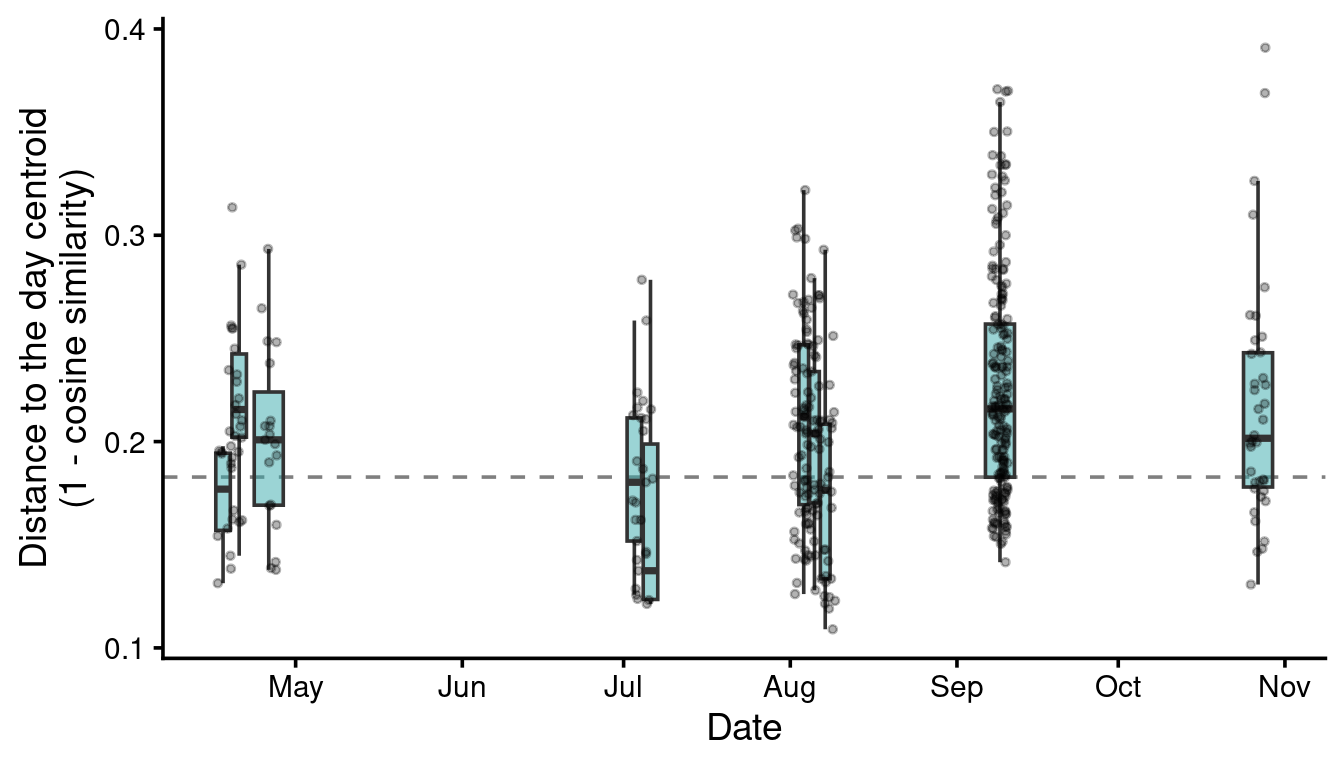 Distance to the day centroid
(1 - cosine similarity)
0.4
0.3
0.2
0.1
May Jun Jul Aug Sep Oct Nov
Date